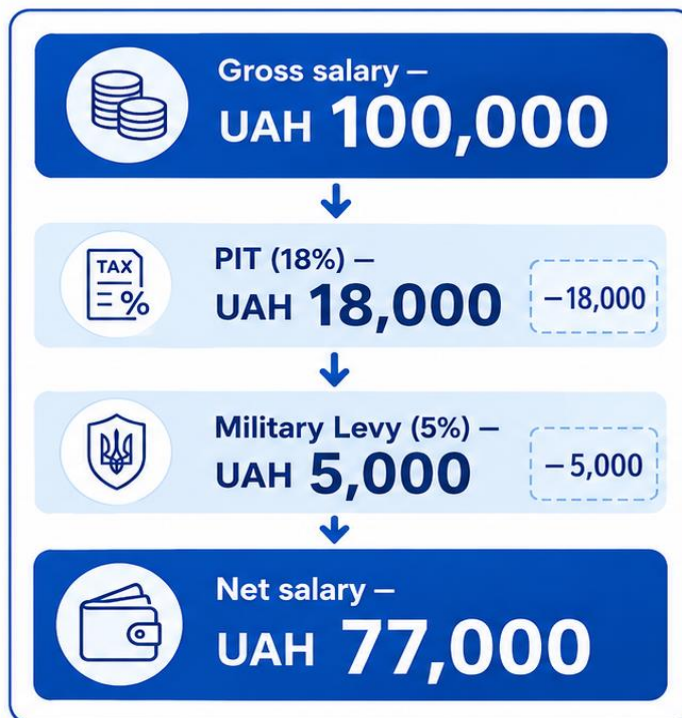 Gross salary –
UAH 100,000
TAX
%
PIT (18%) –
UAH 18,000
–18,000
Military Levy (5%) –
UAH 5,000
– 5,000
Net salary –
UAH 77,000